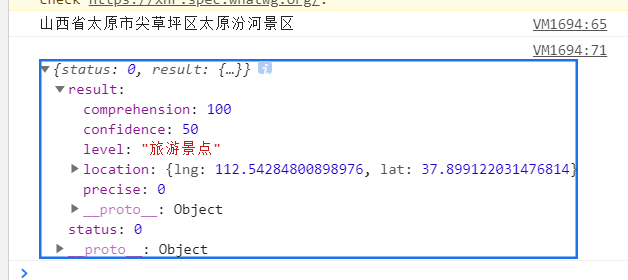 check https://xhr.spec.whatwg.org/.
山西省太原市尖草坪区太原汾河景区 VM1694:65
VM1694:71
{status: 0, result: {…}} i
result:
comprehension: 100
confidence: 50
level: "旅游景点"
location: {lng: 112.54284800898976, lat: 37.899122031476814}
precise: 0
__proto__: Object
status: 0
__proto__: Object